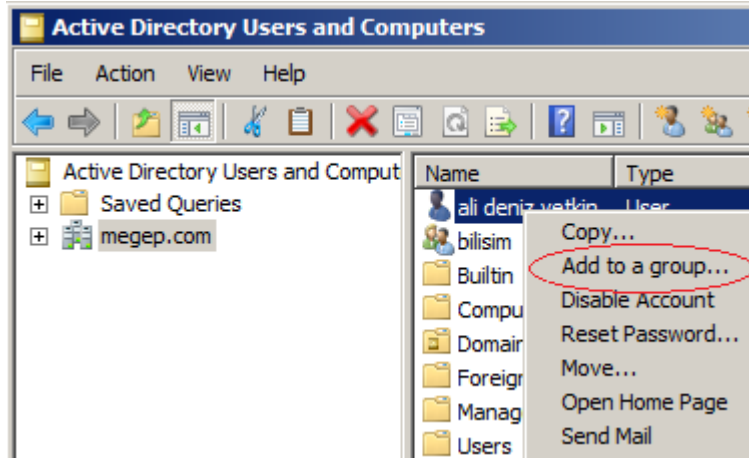 Active Directory Users and Computers
File Action View Help
Active Directory Users and Comput
Saved Queries
megep.com
Name Type
ali deniz yetkin User
bilisim
Builtin
Compu
Domain
Foreign
Manag
Users
Copy...
Add to a group...
Disable Account
Reset Password...
Move...
Open Home Page
Send Mail